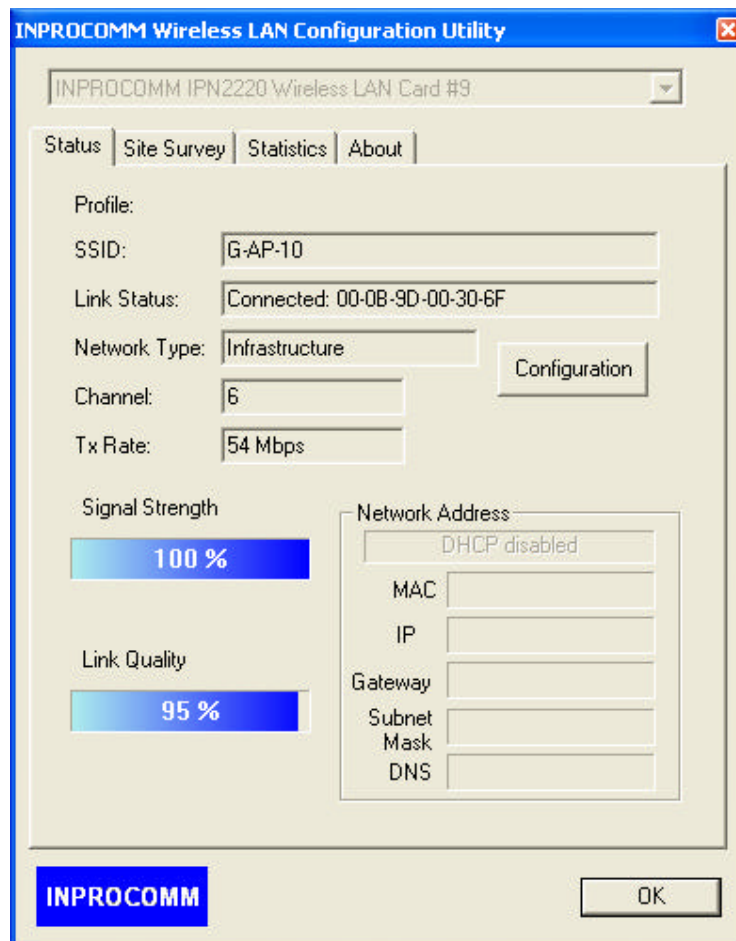 INPROCOMM Wireless LAN Configuration Utility
INPROCOMM IPN2220 Wireless LAN Card #9
Status Site Survey Statistics About
Profile:
SSID: G-AP-10
Link Status: Connected: 00-0B-9D-00-30-6F
Network Type: Infrastructure
Configuration
Channel: 6
Tx Rate: 54 Mbps
Signal Strength
100 %
Link Quality
95 %
Network Address
DHCP disabled
MAC
IP
Gateway
Subnet
Mask
DNS
INPROCOMM
OK